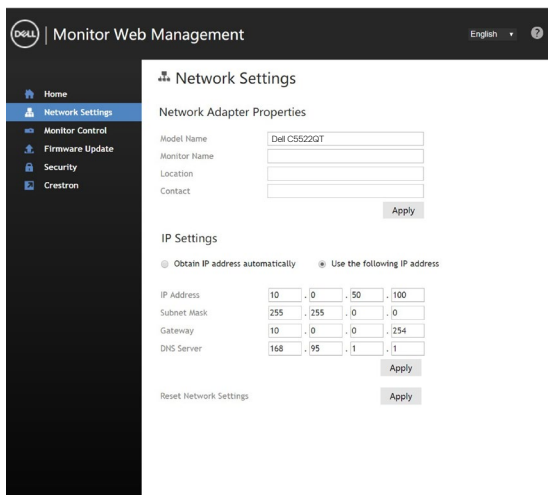 DELL | Monitor Web Management English ▼ ?
Network Settings
Home
Network Settings
Monitor Control
Firmware Update
Security
Crestron
Network Adapter Properties
Model Name Dell C5522QT
Monitor Name
Location
Contact
Apply
IP Settings
Obtain IP address automatically Use the following IP address
IP Address 10 . 0 . 50 . 100
Subnet Mask 255 . 255 . 0 . 0
Gateway 10 . 0 . 0 . 254
DNS Server 168 . 95 . 1 . 1
Apply
Reset Network Settings Apply